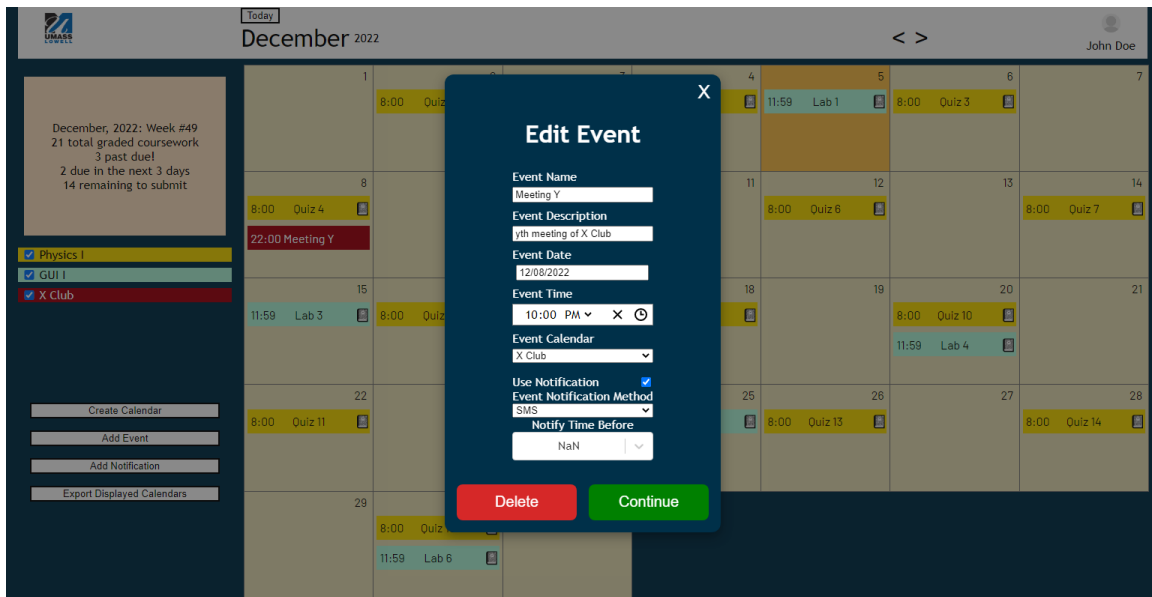 UMASS
LOWELL
Today
December 2022
< >
John Doe
December, 2022: Week #49
21 total graded coursework
3 past due!
2 due in the next 3 days
14 remaining to submit
Physics I
GUI I
X Club
Create Calendar
Add Event
Add Notification
Export Displayed Calendars
1
4
5
6
7
8:00 Quiz
11:59 Lab 1
8:00 Quiz 3
8
11
12
13
14
8:00 Quiz 4
8:00 Quiz 6
8:00 Quiz 7
22:00 Meeting Y
15
18
19
20
21
11:59 Lab 3
8:00 Quiz
8:00 Quiz 10
11:59 Lab 4
22
25
26
27
28
8:00 Quiz 11
8:00 Quiz 13
8:00 Quiz 14
29
8:00 Quiz
11:59 Lab 6
X
Edit Event
Event Name
Meeting Y
Event Description
yth meeting of X Club
Event Date
12/08/2022
Event Time
10:00 PM X
Event Calendar
X Club
Use Notification
Event Notification Method
SMS
Notify Time Before
NaN
Delete
Continue